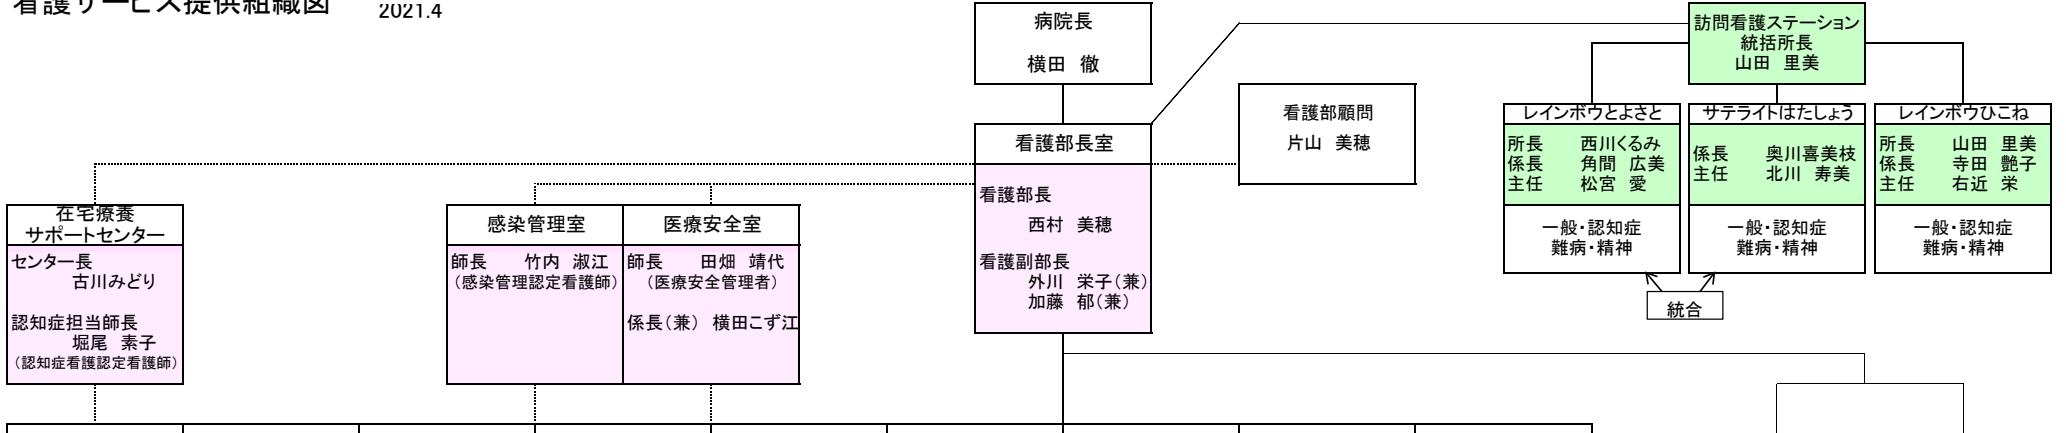 看護サービス提供組織図 2021.4
病院長
横田 徹
訪問看護ステーション
統括所長
山田 里美
看護部顧問
片山 美穂
レインボウとよさと
所長 西川くるみ
係長 角間 広美
主任 松宮 愛
一般・認知症
難病・精神
サテライトはたしょう
係長 奥川喜美枝
主任 北川 寿美
一般・認知症
難病・精神
レインボウひこね
所長 山田 里美
係長 寺田 艶子
主任 右近 栄
一般・認知症
難病・精神
統合
看護部長室
看護部長
西村 美穂
看護副部長
外川 栄子(兼)
加藤 郁(兼)
在宅療養
サポートセンター
センター長
古川みどり
認知症担当師長
堀尾 素子
(認知症看護認定看護師)
感染管理室
師長 竹内 淑江
(感染管理認定看護師)
医療安全室
師長 田畑 靖代
(医療安全管理者)
係長(兼) 横田こず江